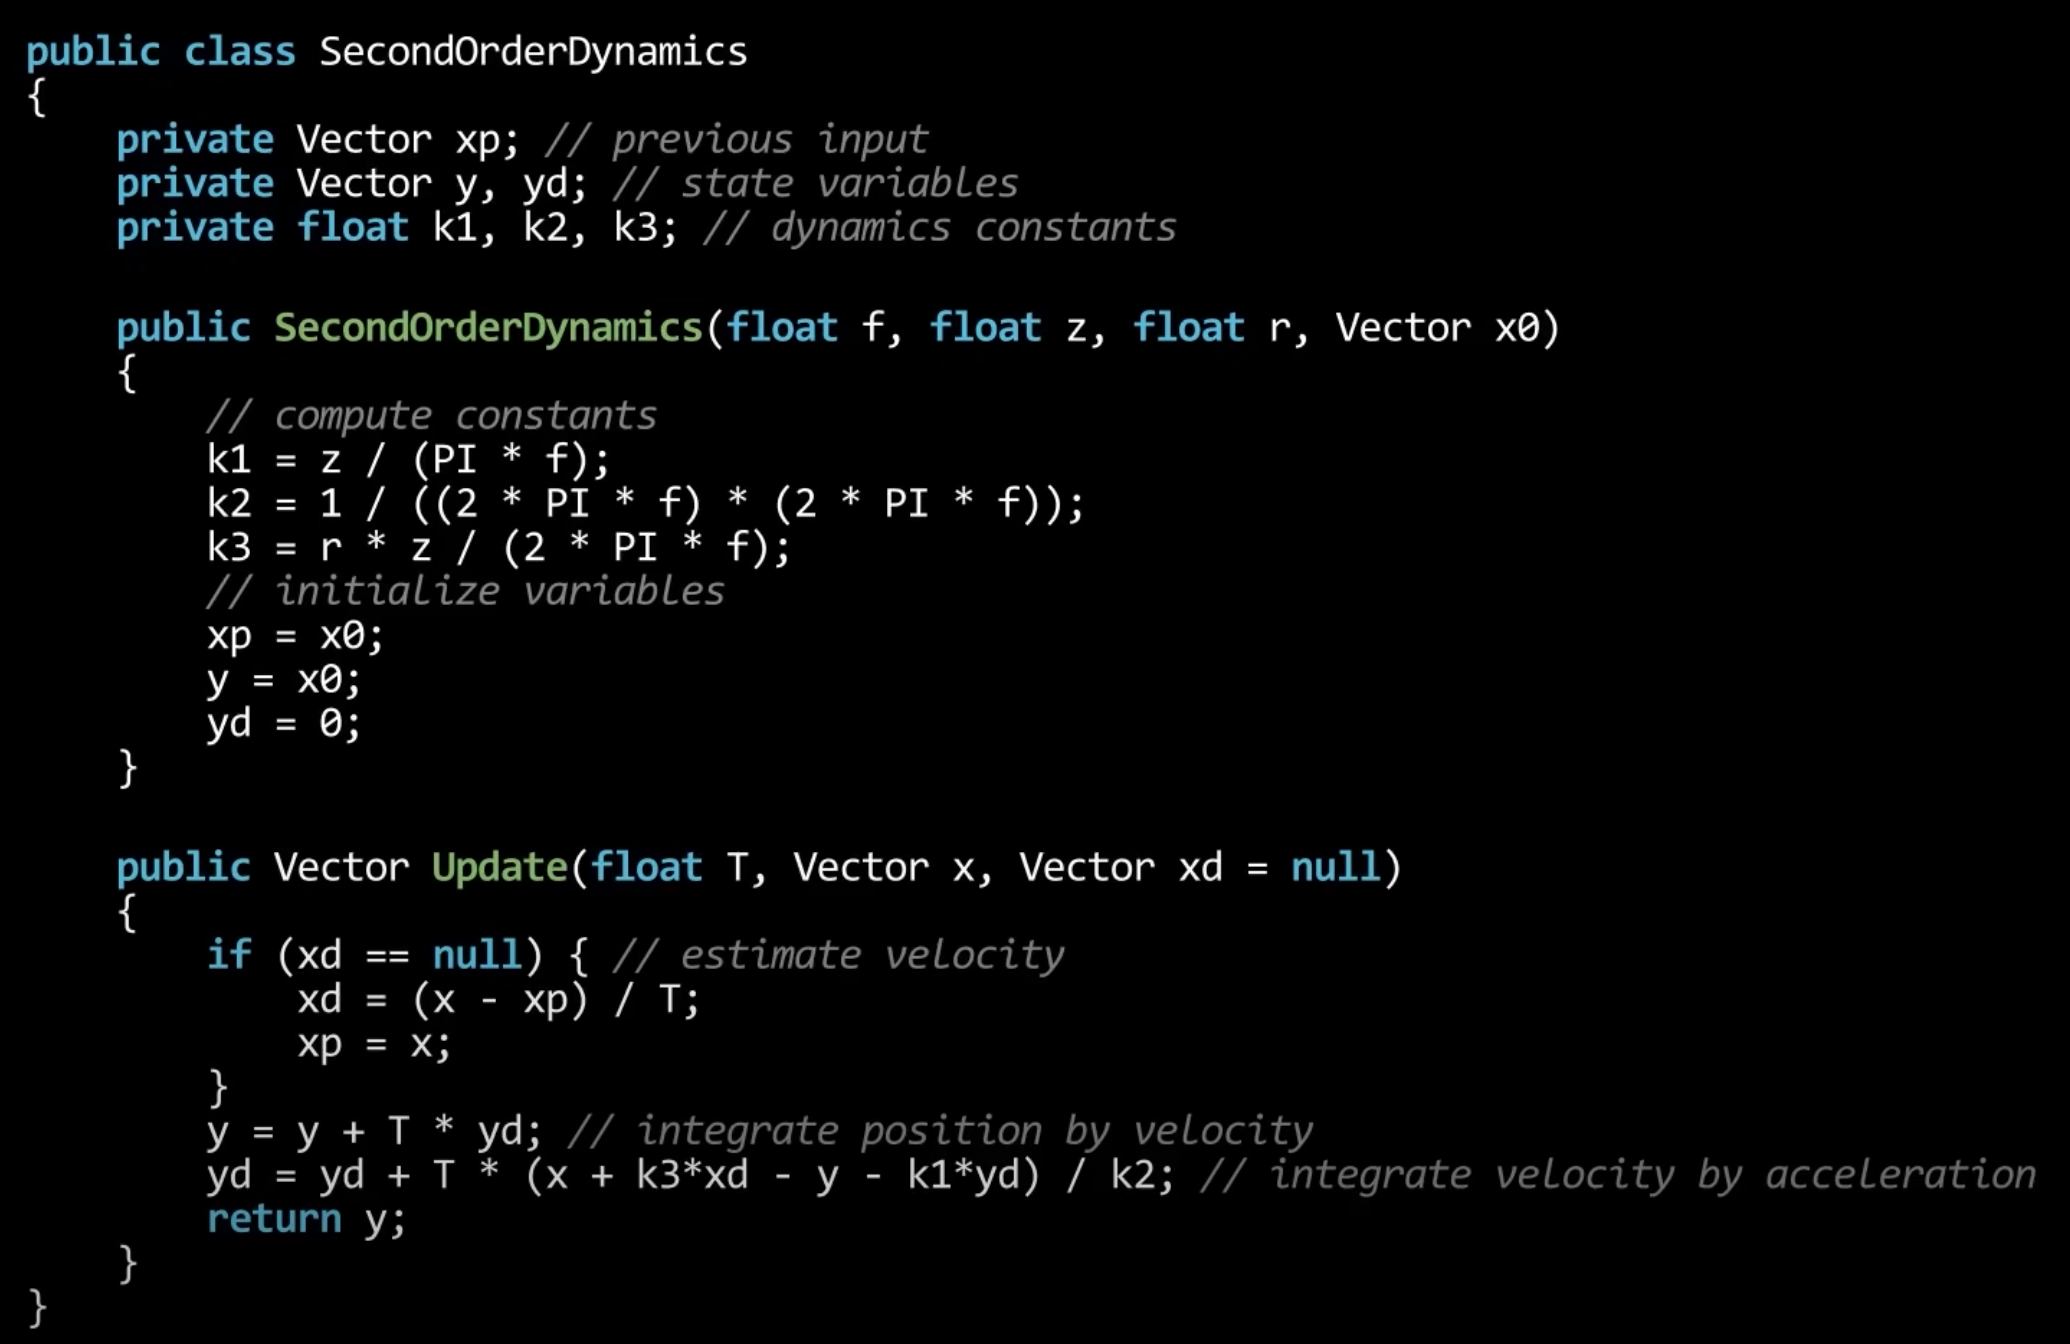 public class SecondOrderDynamics
{
    private Vector xp; // previous input
    private Vector y, yd; // state variables
    private float k1, k2, k3; // dynamics constants

    public SecondOrderDynamics(float f, float z, float r, Vector x0)
    {
        // compute constants
        k1 = z / (PI * f);
        k2 = 1 / ((2 * PI * f) * (2 * PI * f));
        k3 = r * z / (2 * PI * f);
        // initialize variables
        xp = x0;
        y = x0;
        yd = 0;
    }

    public Vector Update(float T, Vector x, Vector xd = null)
    {
        if (xd == null) { // estimate velocity
            xd = (x - xp) / T;
            xp = x;
        }
        y = y + T * yd; // integrate position by velocity
        yd = yd + T * (x + k3*xd - y - k1*yd) / k2; // integrate velocity by acceleration
        return y;
    }
}